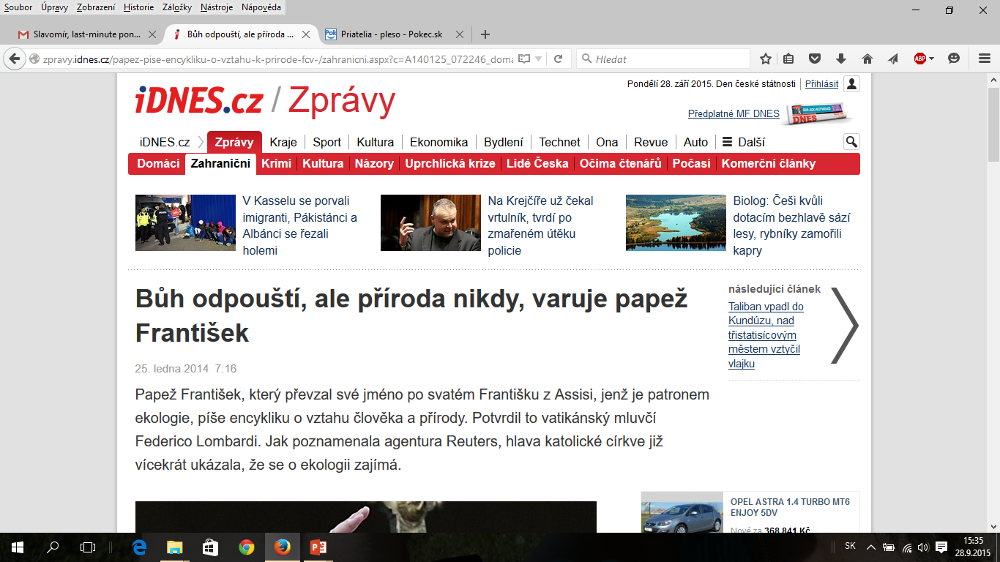 Soubor Úpravy Zobrazení Historie Záložky Nástroje Nápověda
Slavomír, last-minute pon...
Bůh odpouští, ale příroda ...
Priatelia - pleso - Pokec.sk
zpravy.idnes.cz/papez-pise-encykliku-o-vztahu-k-prirode-fcv-/zahranicni.aspx?c=A140125_072246_doma
Hledat
ABP
Pondělí 28. září 2015. Den české státnosti
Přihlásit
iDNES.cz / Zprávy
Předplatné MF DNES
DNES
iDNES.cz Zprávy Kraje Sport Kultura Ekonomika Bydlení Technet Ona Revue Auto Další
Domácí Zahraniční Krimi Kultura Názory Uprchlická krize Lidé Česka Očima čtenářů Počasí Komerční články
V Kasselu se porvali
imigranti, Pákistánci a
Albánci se řezali
holemi
Na Krejčíře už čekal
vrtulník, tvrdí po
zmařeném útěku
policie
Biolog: Češi kvůli
dotacím bezhlavě sází
lesy, rybníky zamořili
kapry
Bůh odpouští, ale příroda nikdy, varuje papež
František
25. ledna 2014 7:16
následující článek
Taliban vpadl do
Kundúzu, nad
třistatisícovým
městem vztyčil
vlajku
Papež František, který převzal své jméno po svatém Františku z Assisi, jenž je patronem
ekologie, píše encykliku o vztahu člověka a přírody. Potvrdil to vatikánský mluvčí
Federico Lombardi. Jak poznamenala agentura Reuters, hlava katolické církve již
vícekrát ukázala, že se o ekologii zajímá.
OPEL ASTRA 1.4 TURBO MT6
ENJOY 5DV
Nové za 368 841 Kč
SK
15:35
28.9.2015